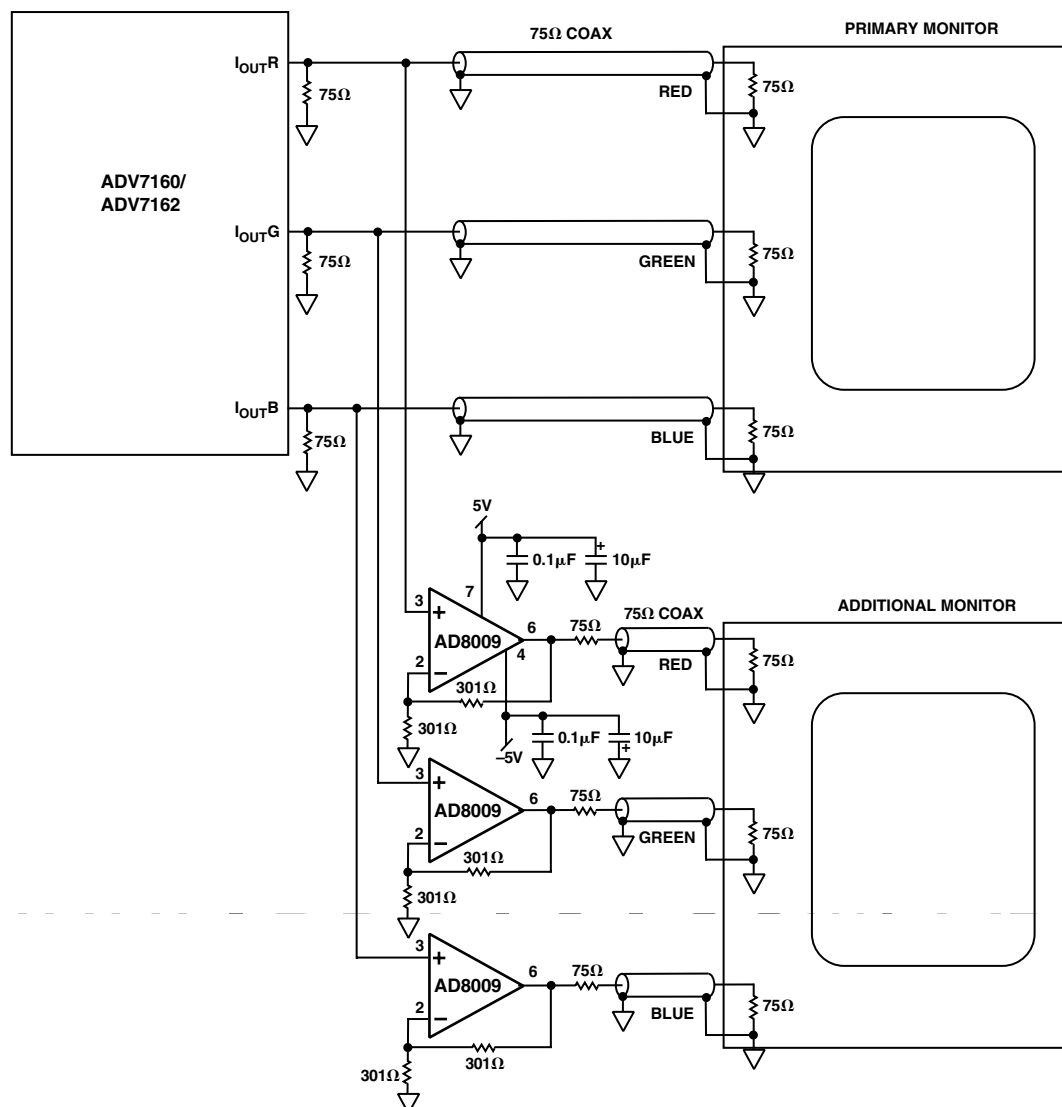 75Ω COAX
PRIMARY MONITOR
IOUTR
75Ω
RED
75Ω
ADV7160/
ADV7162
IOUTG
75Ω
GREEN
75Ω
IOUTB
75Ω
BLUE
75Ω
5V
0.1µF
+
10µF
7
3
+
AD8009
6
75Ω
75Ω COAX
ADDITIONAL MONITOR
2
–
4
RED
75Ω
301Ω
301Ω
0.1µF
10µF
+
–5V
3
+
AD8009
6
75Ω
2
–
GREEN
75Ω
301Ω
301Ω
3
+
AD8009
6
75Ω
2
–
BLUE
75Ω
301Ω
301Ω